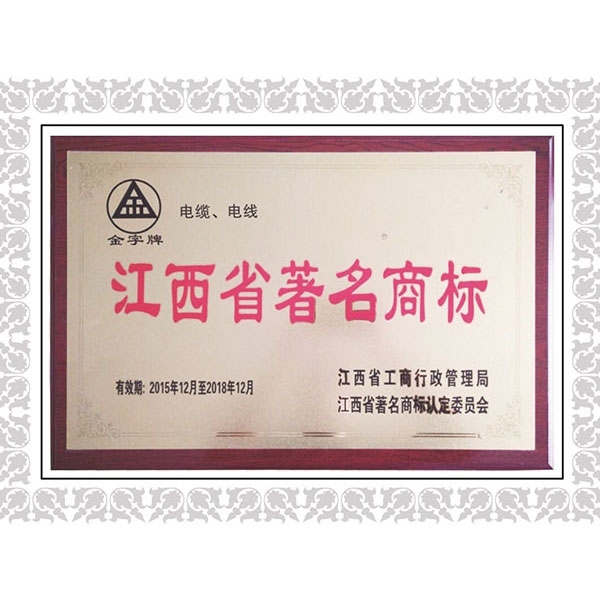 电缆、电线
金字牌
江西省著名商标
有效期: 2015年12月至2018年12月
江西省工商行政管理局
江西省著名商标认定委员会